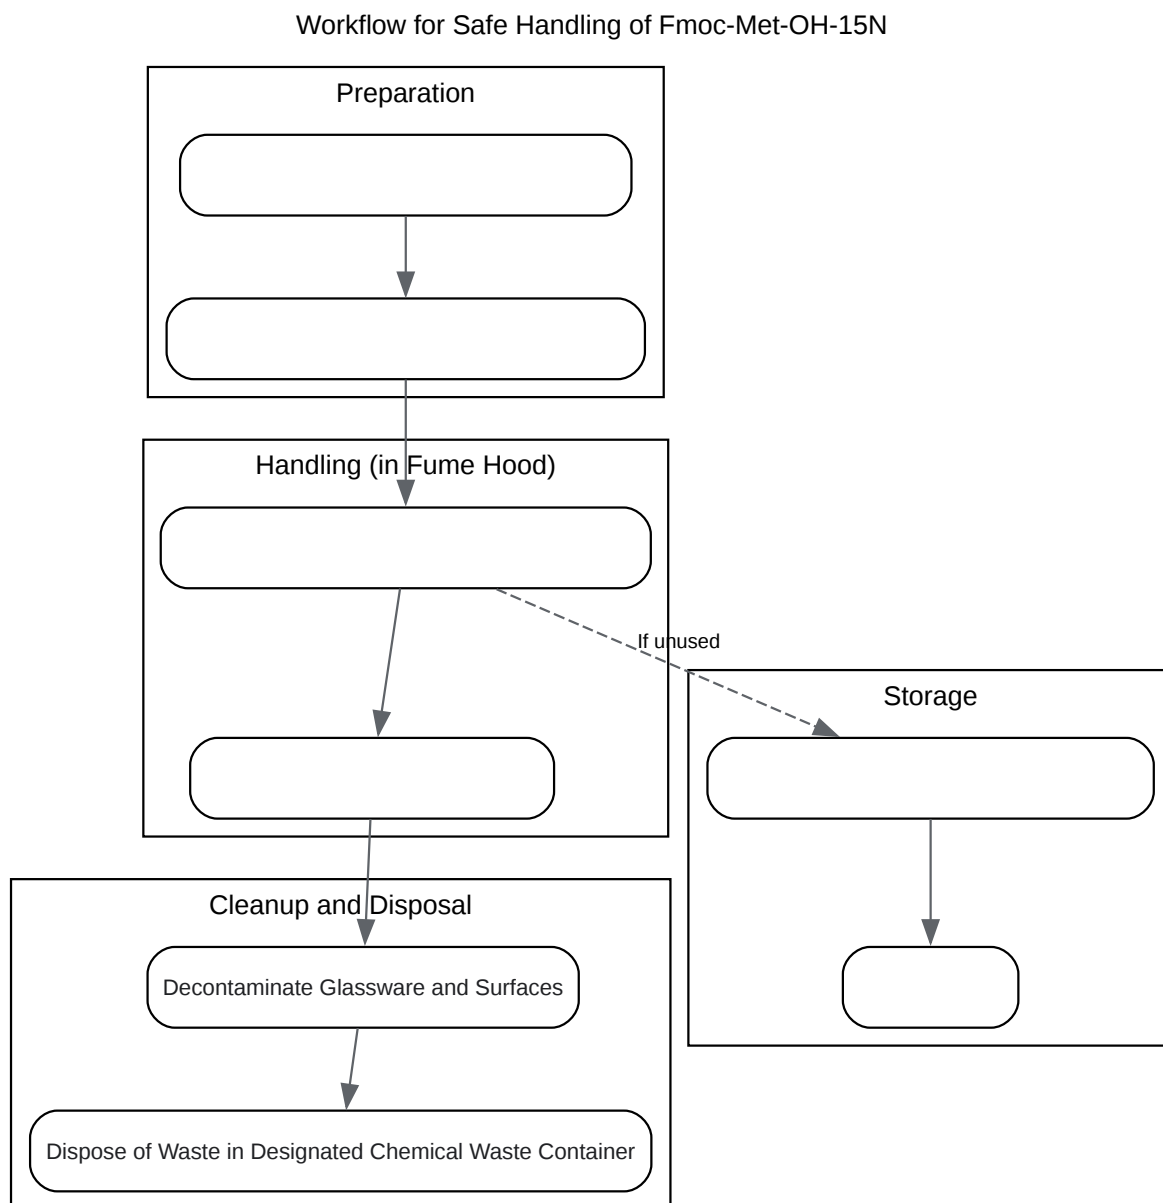 Workflow for Safe Handling of Fmoc-Met-OH-15N
Preparation
Handling (in Fume Hood)
If unused
Storage
Cleanup and Disposal
Decontaminate Glassware and Surfaces
Dispose of Waste in Designated Chemical Waste Container